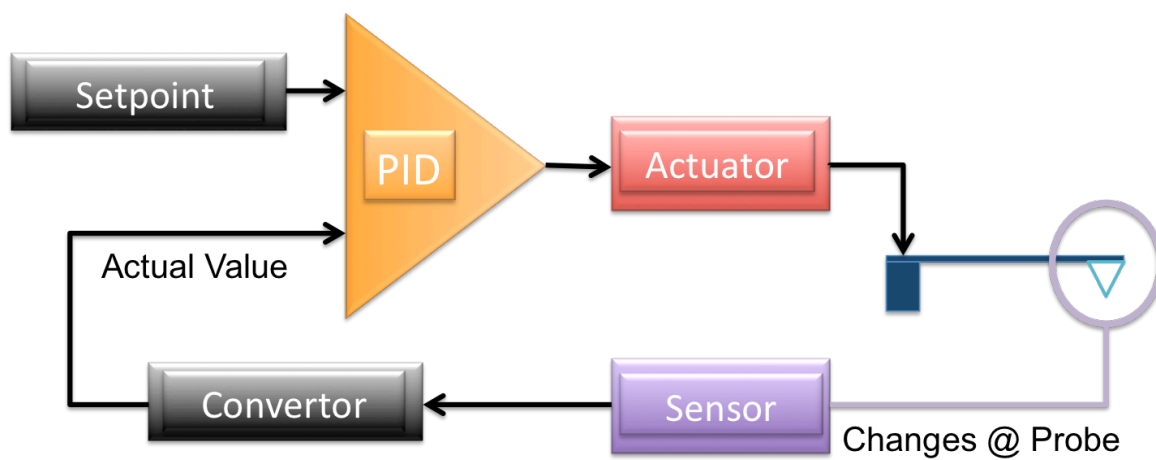 Setpoint
PID
Actuator
Actual Value
Convertor
Sensor
Changes @ Probe